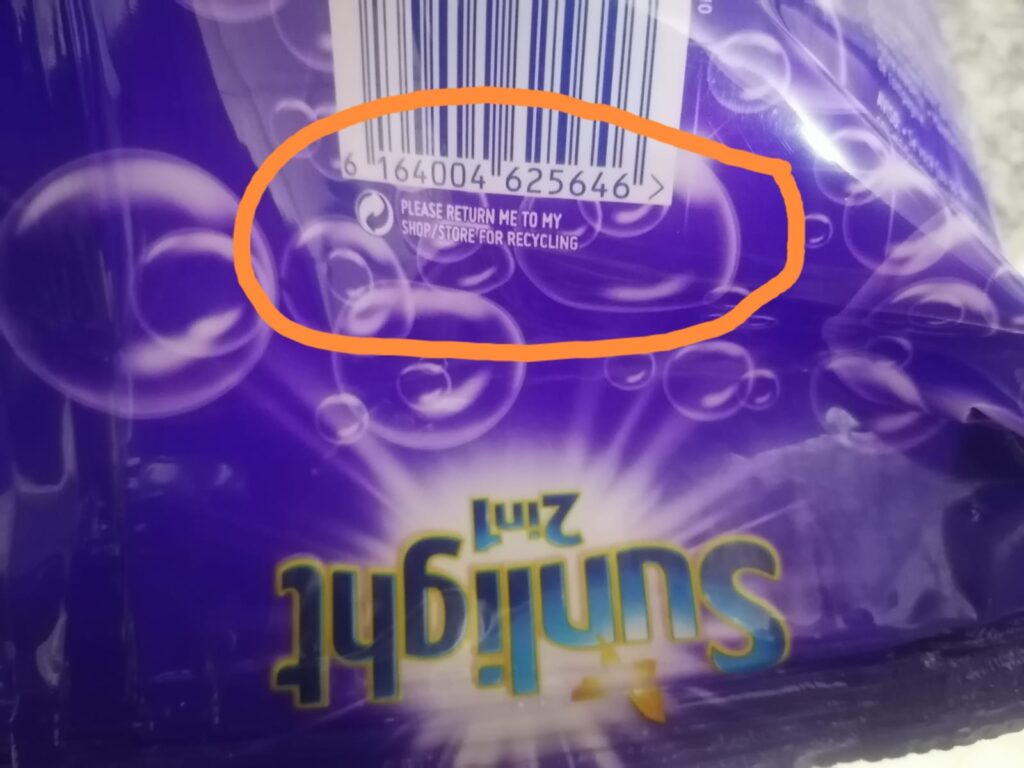 6 164004 625646 >
PLEASE RETURN ME TO MY
SHOP/STORE FOR RECYCLING
2in1
Sunlight